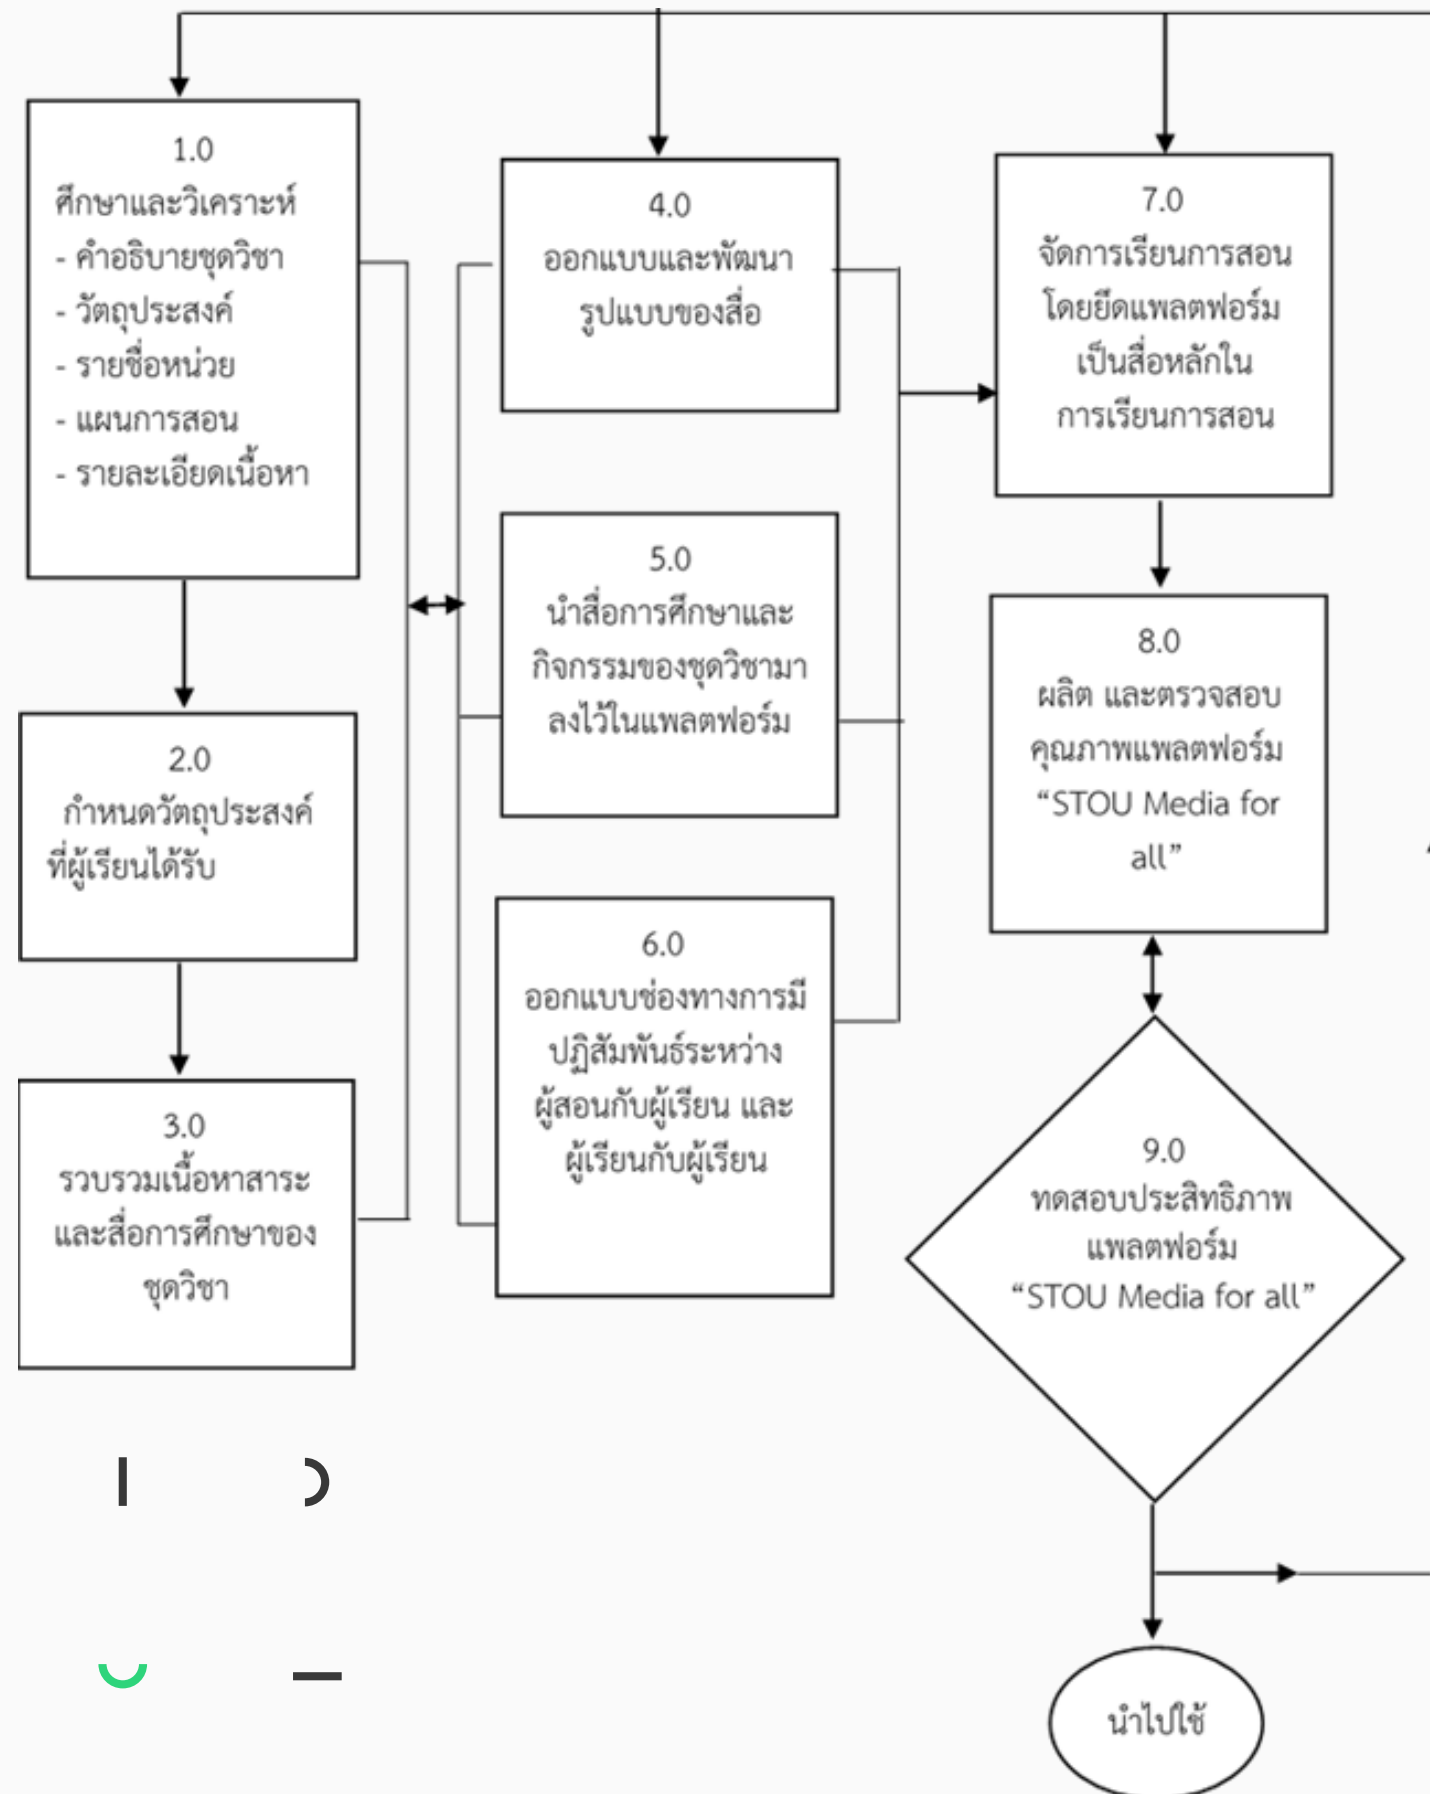 1.0
ศึกษาและวิเคราะห์
- คำอธิบายชุดวิชา
- วัตถุประสงค์
- รายชื่อหน่วย
- แผนการสอน
- รายละเอียดเนื้อหา
2.0
กำหนดวัตถุประสงค์
ที่ผู้เรียนได้รับ
3.0
รวบรวมเนื้อหาสาระ
และสื่อการศึกษาของ
ชุดวิชา
4.0
ออกแบบและพัฒนา
รูปแบบของสื่อ
5.0
นำสื่อการศึกษาและ
กิจกรรมของชุดวิชามา
ลงไว้ในแพลตฟอร์ม
6.0
ออกแบบช่องทางการมี
ปฏิสัมพันธ์ระหว่าง
ผู้สอนกับผู้เรียน และ
ผู้เรียนกับผู้เรียน
7.0
จัดการเรียนการสอน
โดยยึดแพลตฟอร์ม
เป็นสื่อหลักใน
การเรียนการสอน
8.0
ผลิต และตรวจสอบ
คุณภาพแพลตฟอร์ม
“STOU Media for
all”
9.0
ทดสอบประสิทธิภาพ
แพลตฟอร์ม
“STOU Media for all”
นำไปใช้